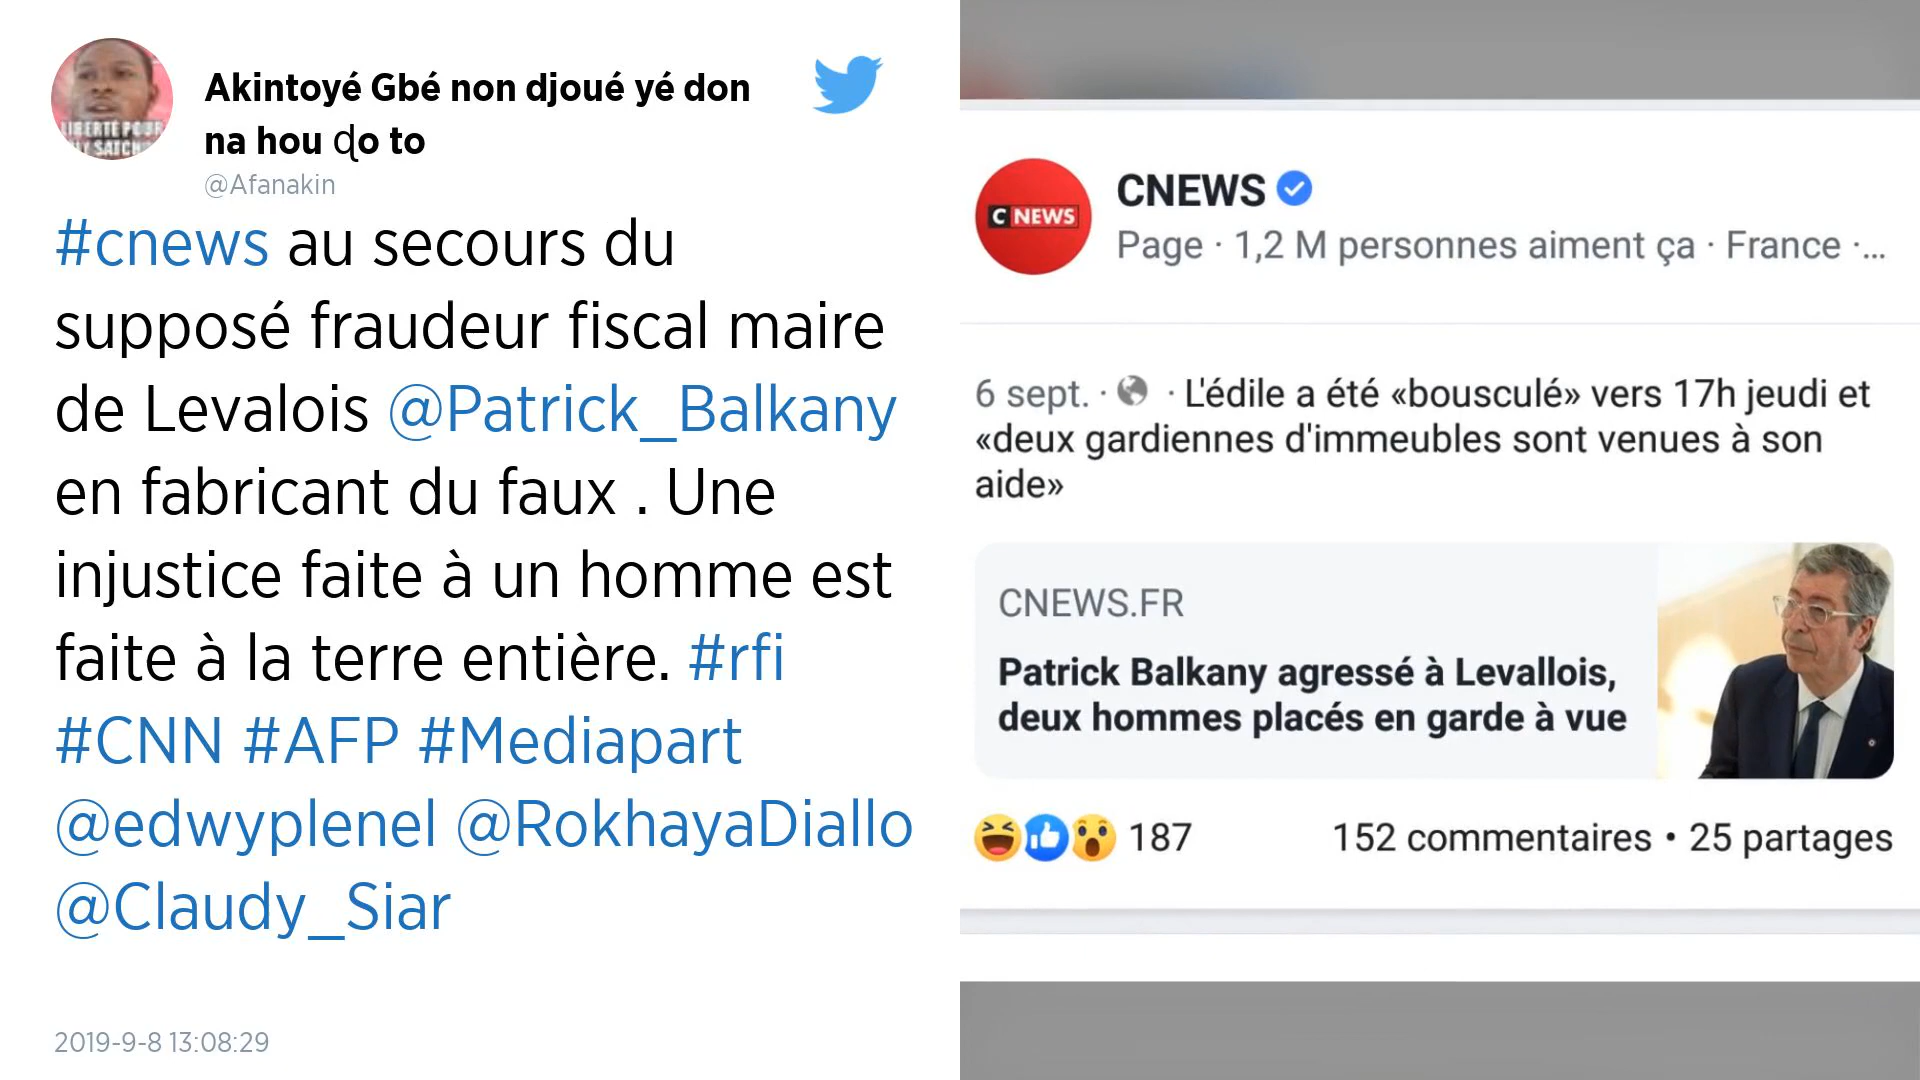 Akintoyé Gbé non djoué yé don
na hou ɖo to
@Afanakin
#cnews au secours du
supposé fraudeur fiscal maire
de Levalois @Patrick_Balkany
en fabricant du faux . Une
injustice faite à un homme est
faite à la terre entière. #rfi
#CNN #AFP #Mediapart
@edwyplenel @RokhayaDiallo
@Claudy_Siar
2019-9-8 13:08:29
LIBERTÉ POUR
C NEWS
CNEWS
Page · 1,2 M personnes aiment ça · France ·...
6 sept. · · L'édile a été «bousculé» vers 17h jeudi et
«deux gardiennes d'immeubles sont venues à son
aide»
CNEWS.FR
Patrick Balkany agressé à Levallois,
deux hommes placés en garde à vue
187 152 commentaires • 25 partages